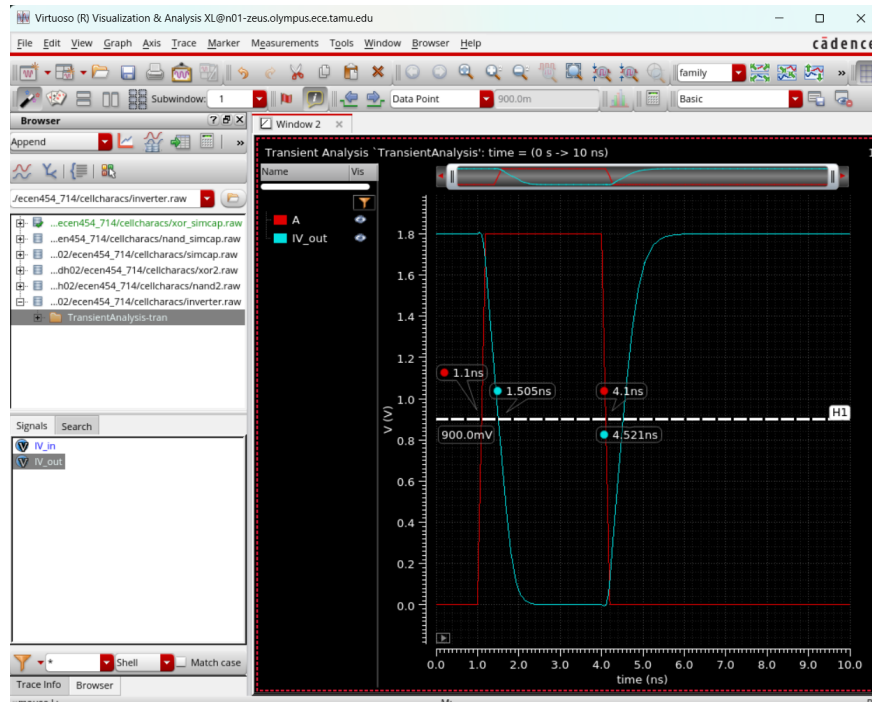 Virtuoso (R) Visualization & Analysis XL@n01-zeus.olympus.ece.tamu.edu
File Edit View Graph Axis Trace Marker Measurements Tools Window Browser Help
cādence
family
Subwindow: 1
Data Point
900.0m
Basic
Browser
Window 2
Append
Transient Analysis `TransientAnalysis': time = (0 s -> 10 ns)
Name Vis
./ecen454_714/cellcharacs/inverter.raw
...ecen454_714/cellcharacs/xor_simcap.raw
...en454_714/cellcharacs/nand_simcap.raw
...02/ecen454_714/cellcharacs/simcap.raw
...dh02/ecen454_714/cellcharacs/xor2.raw
...h02/ecen454_714/cellcharacs/nand2.raw
...02/ecen454_714/cellcharacs/inverter.raw
TransientAnalysis-tran
A
IV_out
1.8
1.6
1.4
1.2
1.0
0.8
0.6
0.4
0.2
0.0
V (V)
1.1ns
1.505ns
4.1ns
H1
900.0mV
4.521ns
0.0 1.0 2.0 3.0 4.0 5.0 6.0 7.0 8.0 9.0 10.0
time (ns)
Signals Search
IV_in
IV_out
* Shell Match case
Trace Info Browser